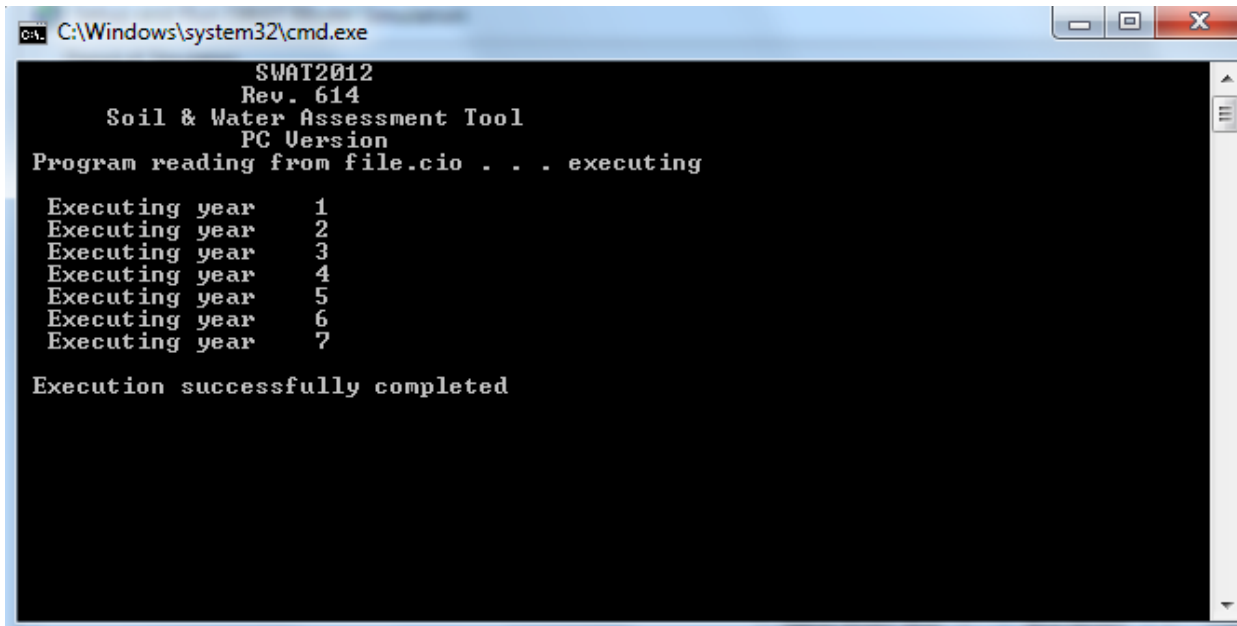 C:\Windows\system32\cmd.exe
SWAT2012
Rev. 614
Soil & Water Assessment Tool
PC Version
Program reading from file.cio . . . executing
Executing year 1
Executing year 2
Executing year 3
Executing year 4
Executing year 5
Executing year 6
Executing year 7
Execution successfully completed